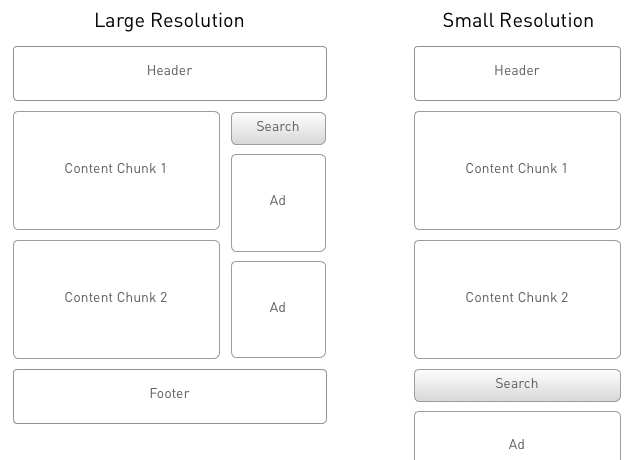 Large Resolution
Header
Content Chunk 1
Search
Ad
Content Chunk 2
Ad
Footer
Small Resolution
Header
Content Chunk 1
Content Chunk 2
Search
Ad